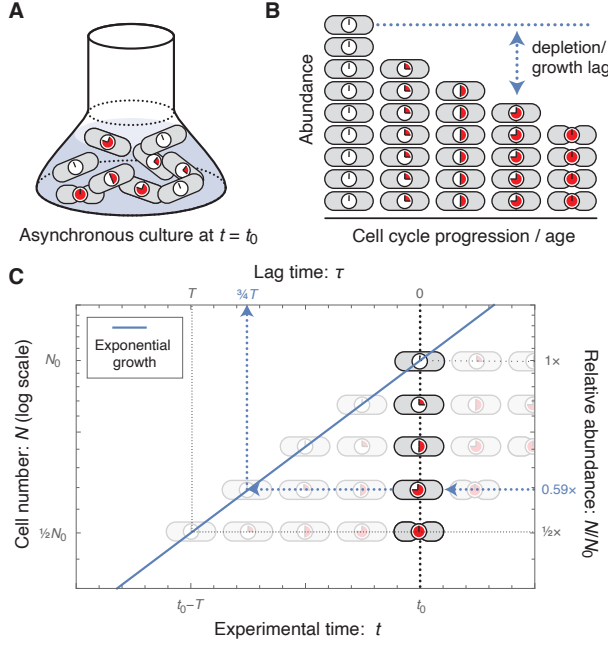 A
Asynchronous culture at t = t0
B
Abundance
depletion/
growth lag
Cell cycle progression / age
C
Lag time: τ
T
¾T
0
Exponential
growth
Cell number: N (log scale)
N0
½N0
1×
0.59×
½×
Relative abundance: N/N0
t0−T
t0
Experimental time: t